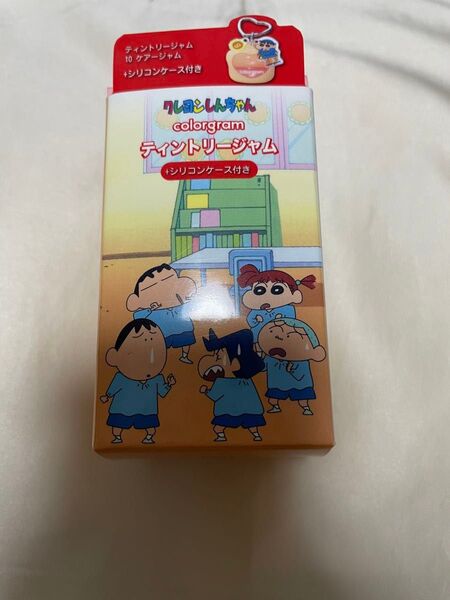 ティントリージャム
10 ケアージャム
+シリコンケース付き
クレヨンしんちゃん
colorgram
ティントリージャム
+シリコンケース付き